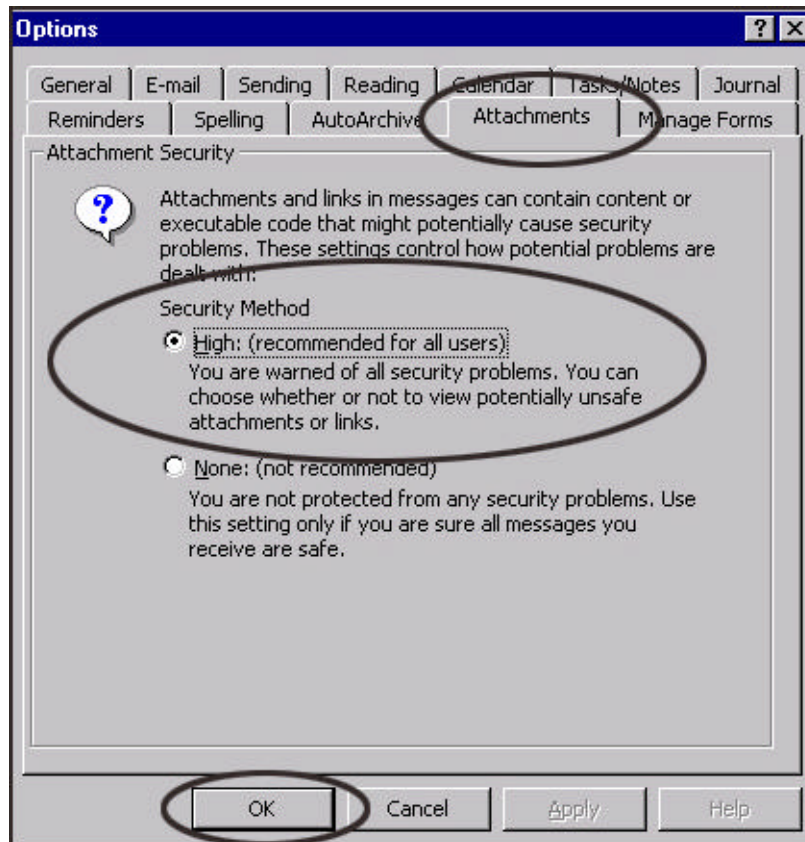 Options
General E-mail Sending Reading Calendar Tasks/Notes Journal
Reminders Spelling AutoArchive Attachments Manage Forms
Attachment Security
Attachments and links in messages can contain content or
executable code that might potentially cause security
problems. These settings control how potential problems are
dealt with:
Security Method
High: (recommended for all users)
You are warned of all security problems. You can
choose whether or not to view potentially unsafe
attachments or links.
None: (not recommended)
You are not protected from any security problems. Use
this setting only if you are sure all messages you
receive are safe.
OK Cancel Apply Help